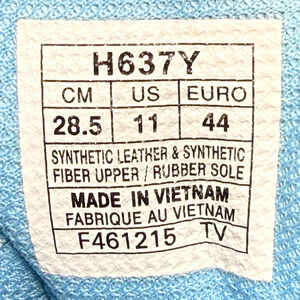 H637Y
CM US EURO
28.5 11 44
SYNTHETIC LEATHER & SYNTHETIC
FIBER UPPER / RUBBER SOLE
MADE IN VIETNAM
FABRIQUE AU VIETNAM
F461215 TV